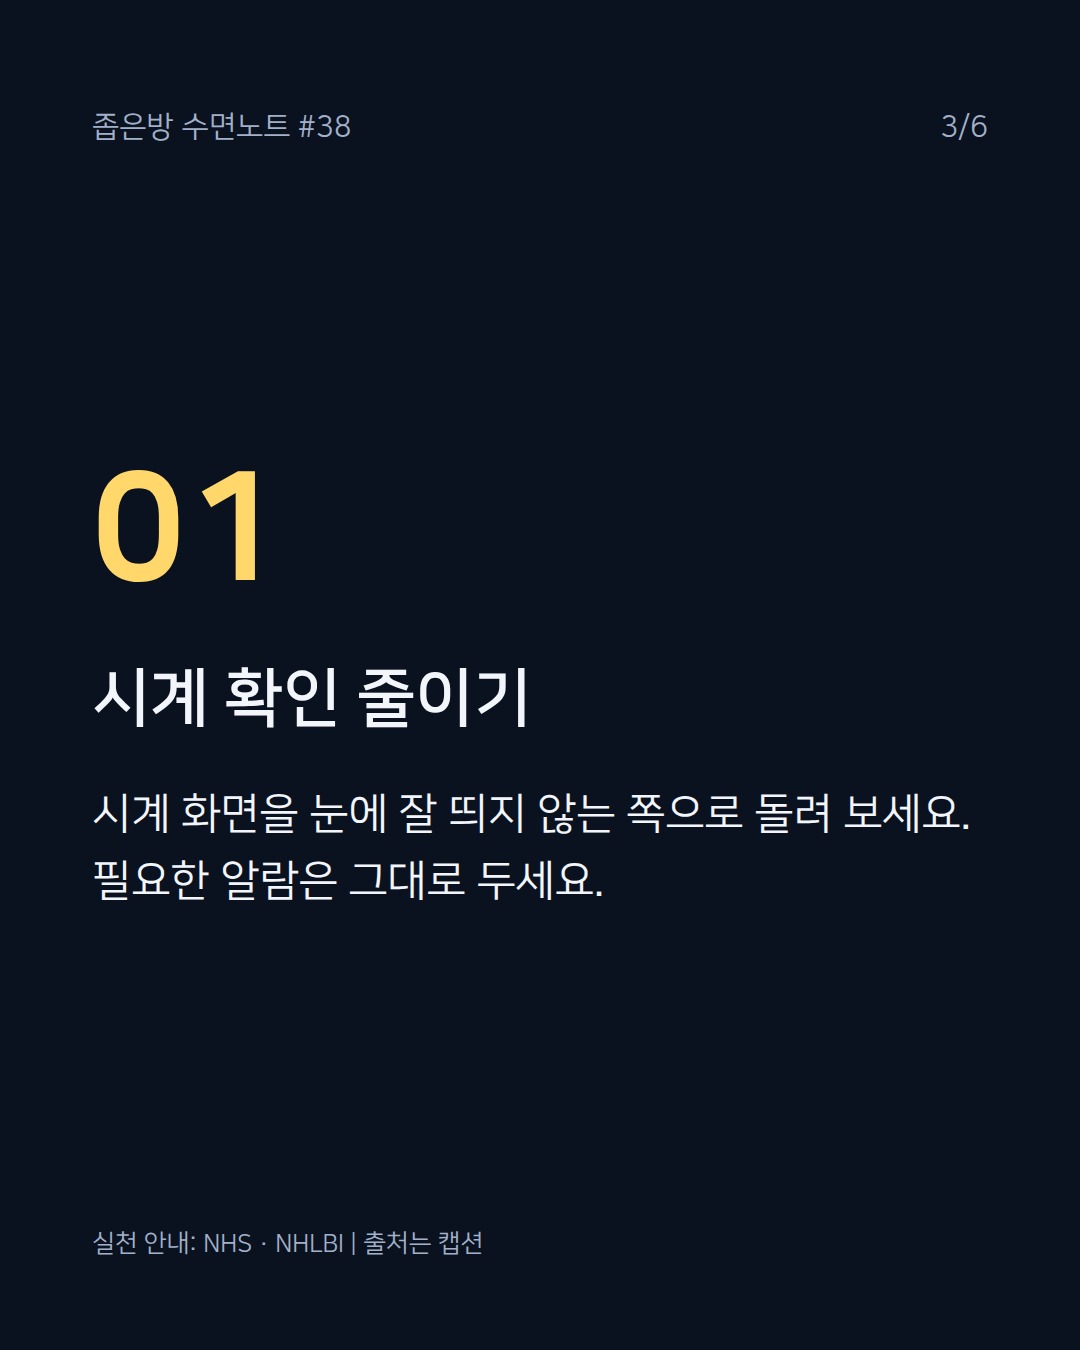 좁은방 수면노트 #38
3/6
01
시계 확인 줄이기
시계 화면을 눈에 잘 띄지 않는 쪽으로 돌려 보세요.
필요한 알람은 그대로 두세요.
실천 안내: NHS · NHLBI | 출처는 캡션